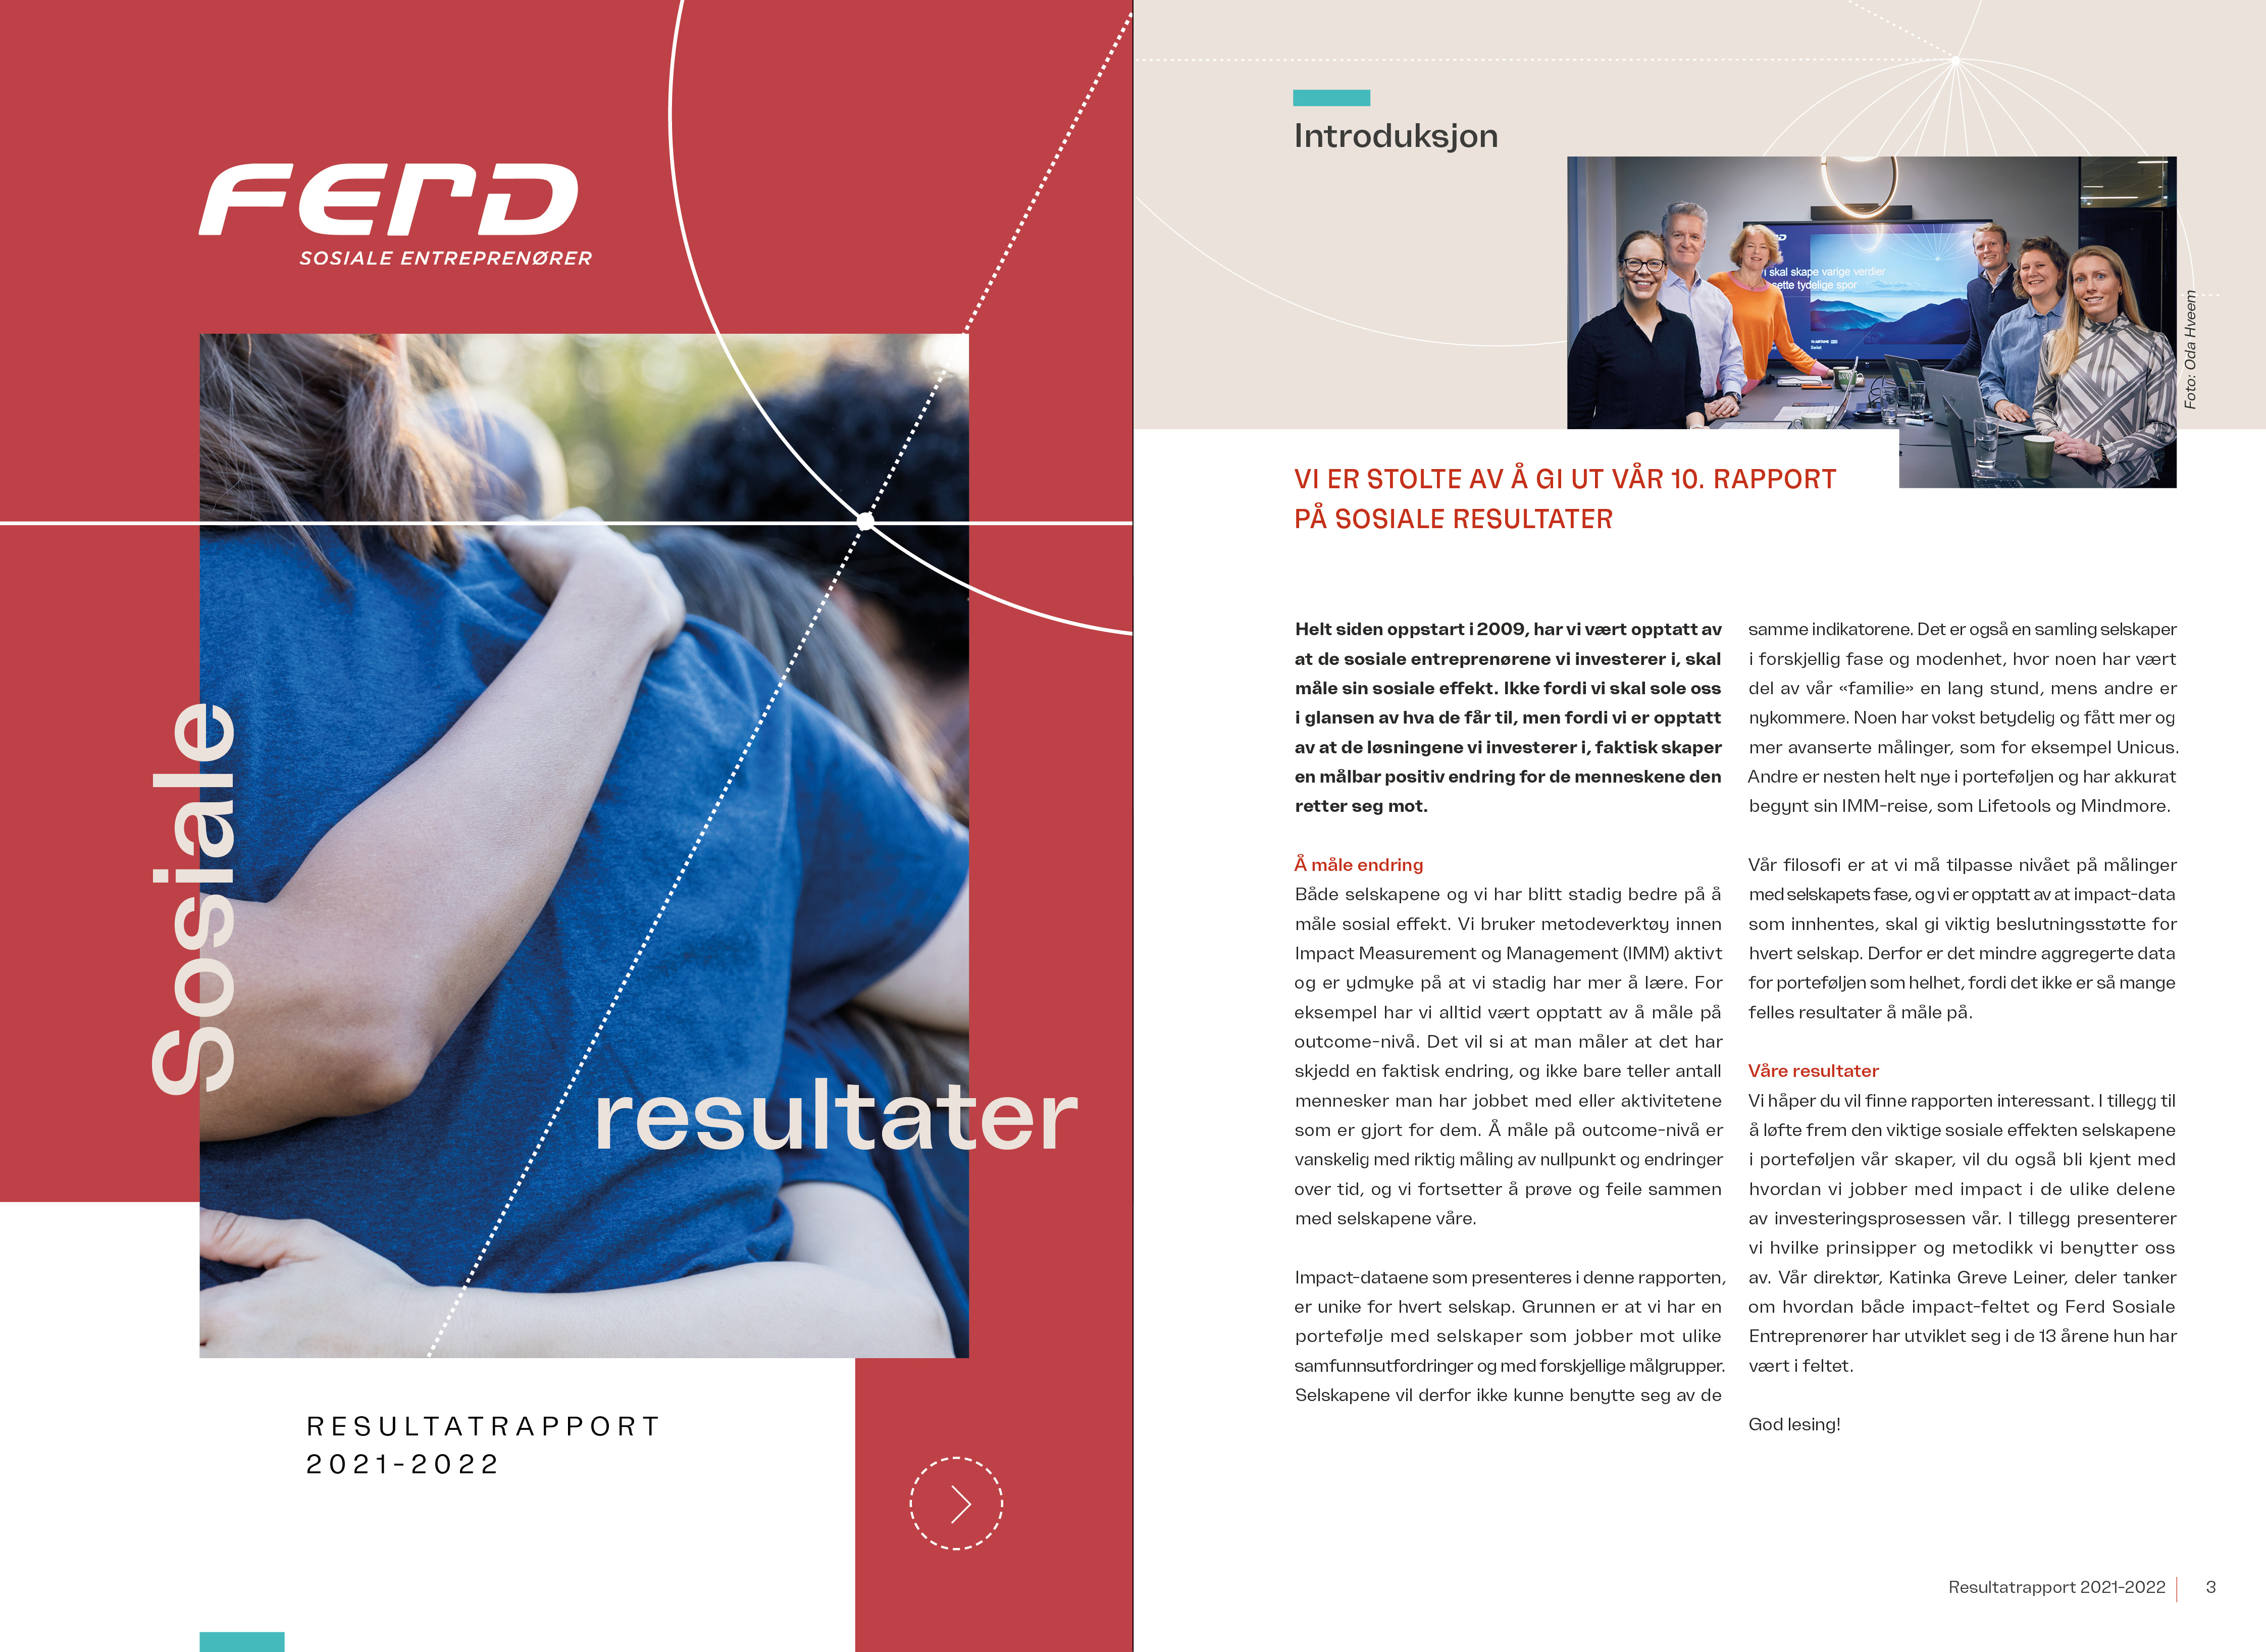 FERD
SOSIALE ENTREPRENØRER
Sosiale
resultater
RESULTATRAPPORT
2021-2022
Introduksjon
i skal skape varige verdier
sette tydelige spor
Foto: Oda Hveem
VI ER STOLTE AV Å GI UT VÅR 10. RAPPORT
PÅ SOSIALE RESULTATER
Helt siden oppstart i 2009, har vi vært opptatt av
at de sosiale entreprenørene vi investerer i, skal
måle sin sosiale effekt. Ikke fordi vi skal sole oss
i glansen av hva de får til, men fordi vi er opptatt
av at de løsningene vi investerer i, faktisk skaper
en målbar positiv endring for de menneskene den
retter seg mot.
Å måle endring
Både selskapene og vi har blitt stadig bedre på å
måle sosial effekt. Vi bruker metodeverktøy innen
Impact Measurement og Management (IMM) aktivt
og er ydmyke på at vi stadig har mer å lære. For
eksempel har vi alltid vært opptatt av å måle på
outcome-nivå. Det vil si at man måler at det har
skjedd en faktisk endring, og ikke bare teller antall
mennesker man har jobbet med eller aktivitetene
som er gjort for dem. Å måle på outcome-nivå er
vanskelig med riktig måling av nullpunkt og endringer
over tid, og vi fortsetter å prøve og feile sammen
med selskapene våre.
Impact-dataene som presenteres i denne rapporten,
er unike for hvert selskap. Grunnen er at vi har en
portefølje med selskaper som jobber mot ulike
samfunnsutfordringer og med forskjellige målgrupper.
Selskapene vil derfor ikke kunne benytte seg av de
samme indikatorene. Det er også en samling selskaper
i forskjellig fase og modenhet, hvor noen har vært
del av vår «familie» en lang stund, mens andre er
nykommere. Noen har vokst betydelig og fått mer og
mer avanserte målinger, som for eksempel Unicus.
Andre er nesten helt nye i porteføljen og har akkurat
begynt sin IMM-reise, som Lifetools og Mindmore.
Vår filosofi er at vi må tilpasse nivået på målinger
med selskapets fase, og vi er opptatt av at impact-data
som innhentes, skal gi viktig beslutningsstøtte for
hvert selskap. Derfor er det mindre aggregerte data
for porteføljen som helhet, fordi det ikke er så mange
felles resultater å måle på.
Våre resultater
Vi håper du vil finne rapporten interessant. I tillegg til
å løfte frem den viktige sosiale effekten selskapene
i porteføljen vår skaper, vil du også bli kjent med
hvordan vi jobber med impact i de ulike delene
av investeringsprosessen vår. I tillegg presenterer
vi hvilke prinsipper og metodikk vi benytter oss
av. Vår direktør, Katinka Greve Leiner, deler tanker
om hvordan både impact-feltet og Ferd Sosiale
Entreprenører har utviklet seg i de 13 årene hun har
vært i feltet.
God lesing!
Resultatrapport 2021-2022
3